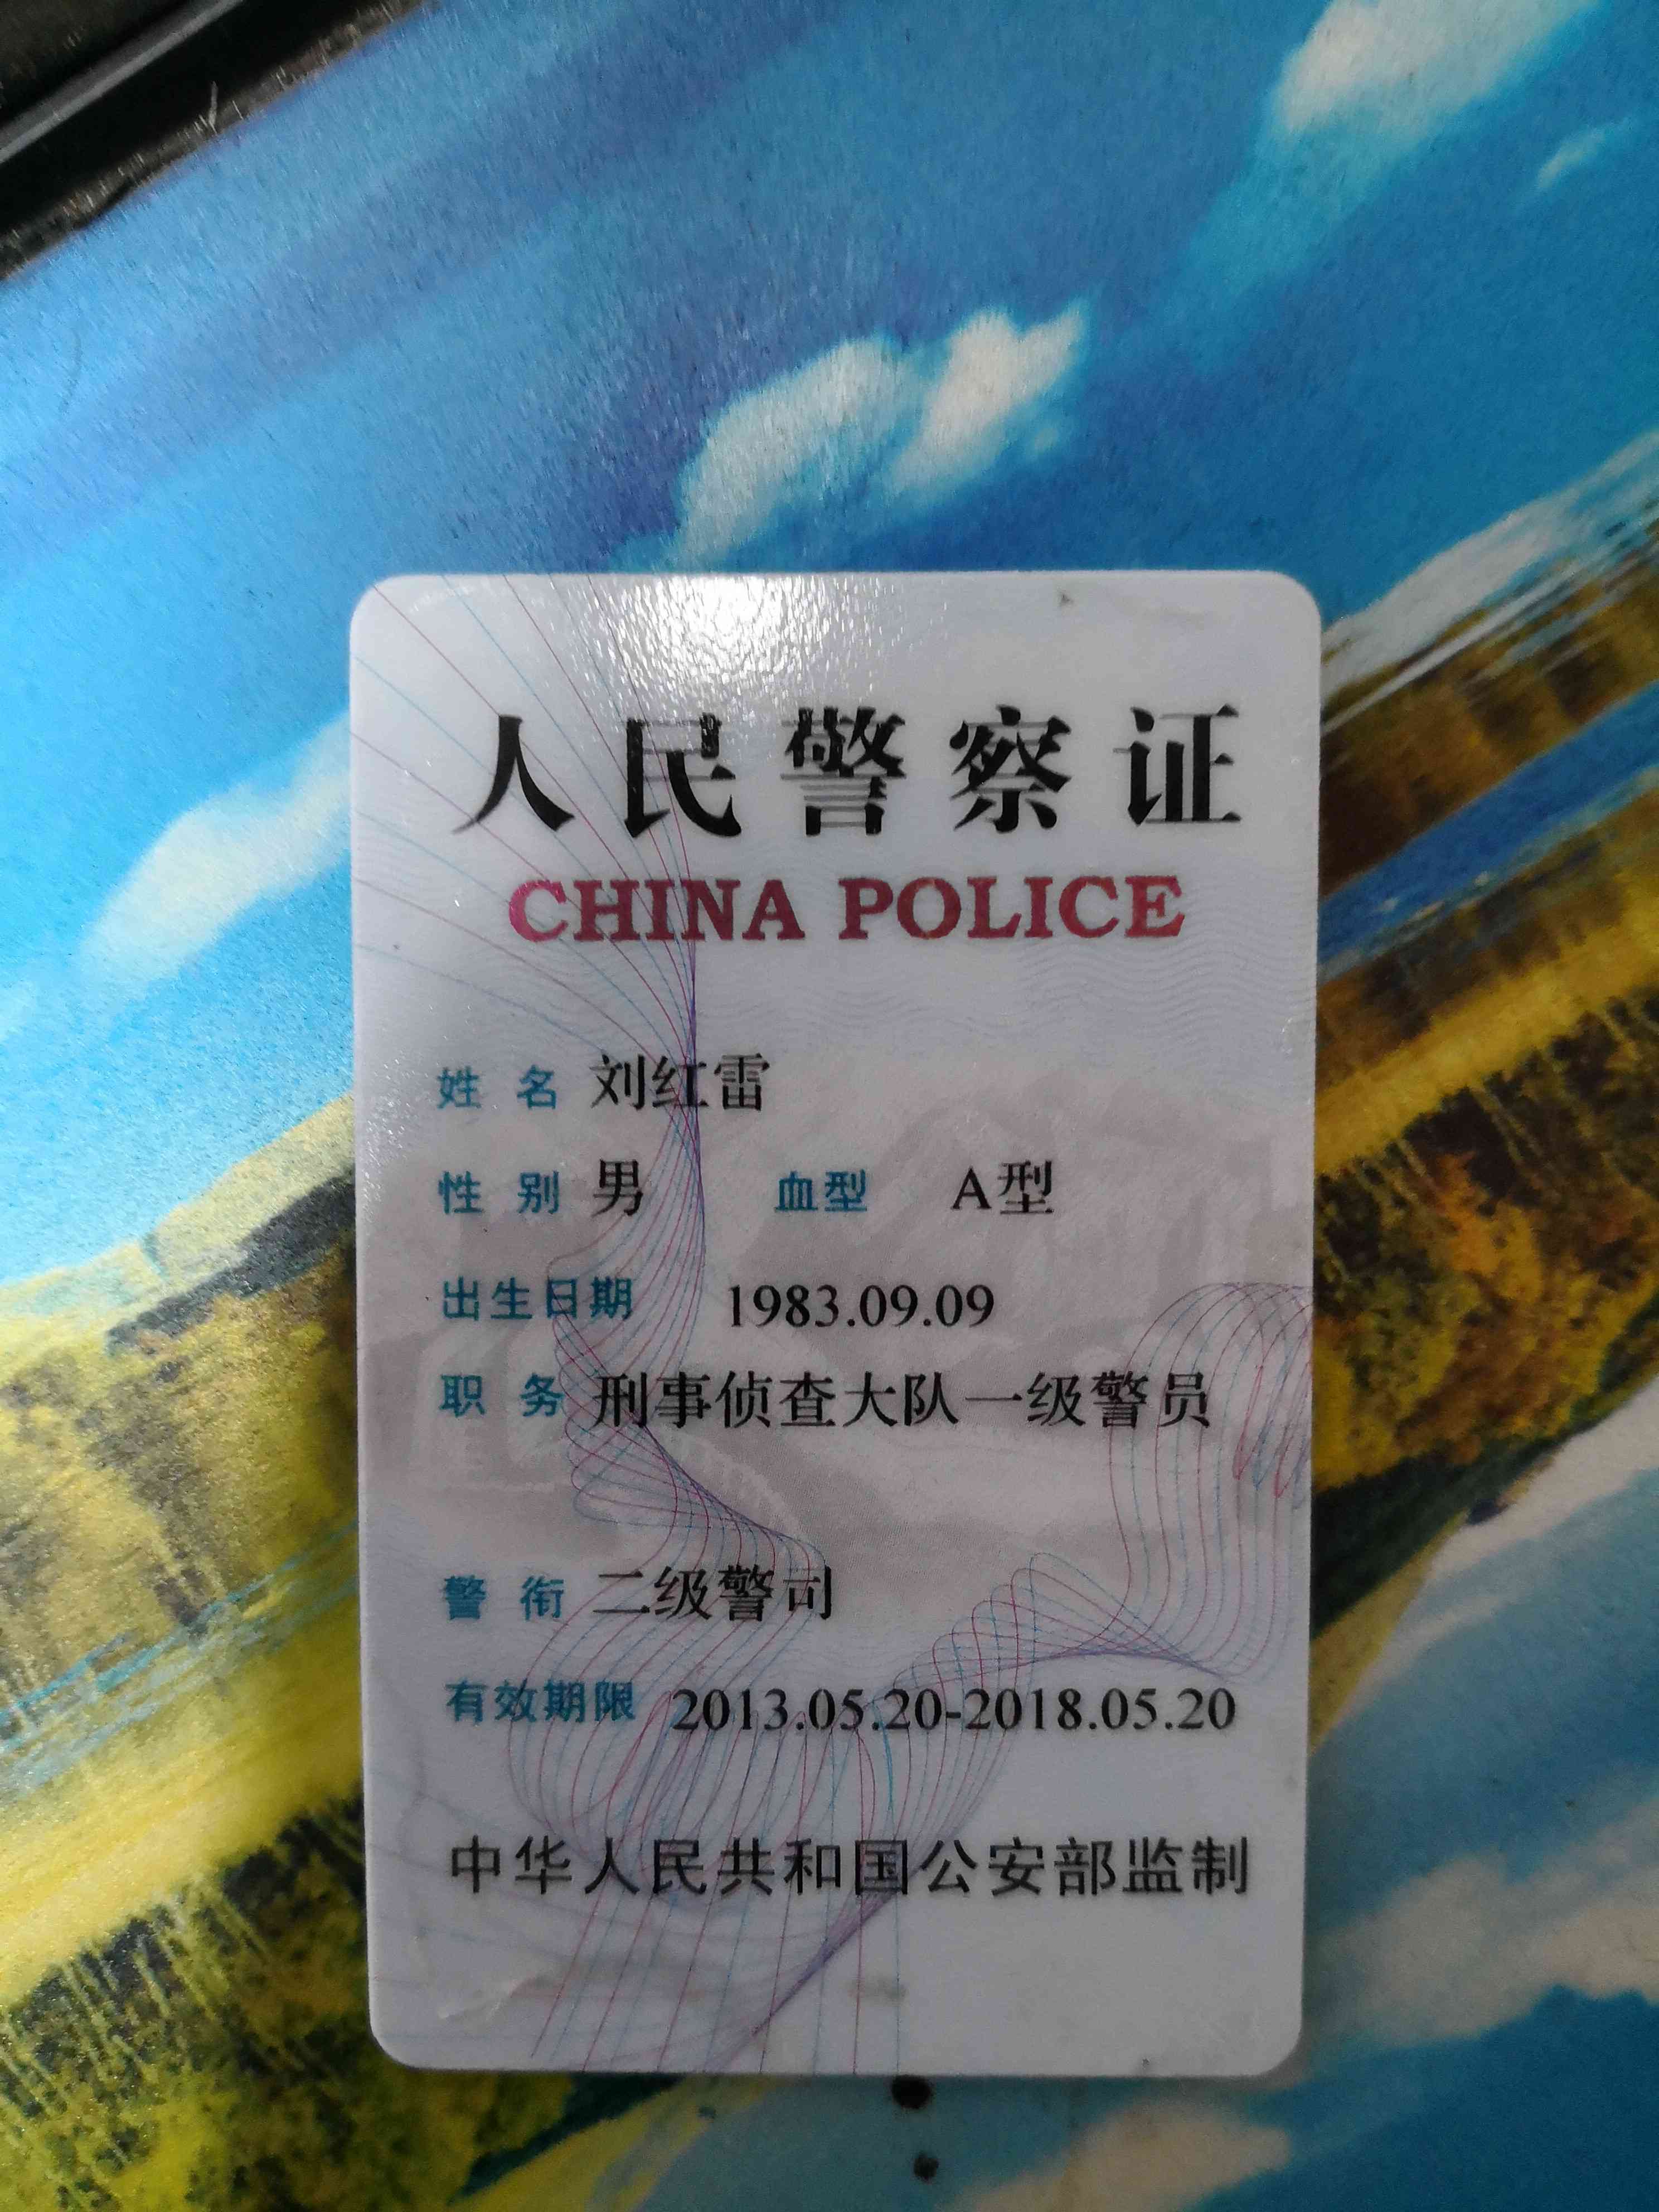 人民警察证
CHINA POLICE
姓 名 刘红雷
性 别 男 血型 A型
出生日期 1983.09.09
职 务 刑事侦查大队一级警员
警 衔 二级警司
有效期限 2013.05.20-2018.05.20
中华人民共和国公安部监制